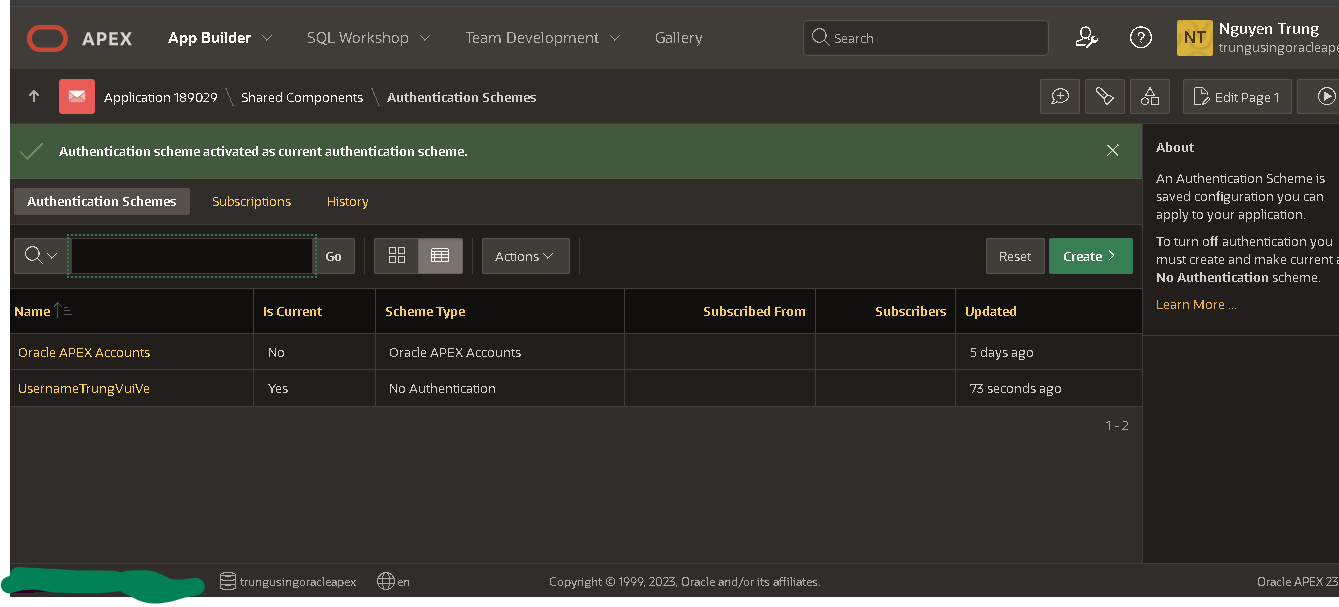 APEX App Builder SQL Workshop Team Development Gallery Search Nguyen Trung
NT trungusingoracleape
Application 189029 \ Shared Components \ Authentication Schemes Edit Page 1
Authentication scheme activated as current authentication scheme.
Authentication Schemes Subscriptions History
Go Actions Reset Create
Name Is Current Scheme Type Subscribed From Subscribers Updated
Oracle APEX Accounts No Oracle APEX Accounts 5 days ago
UsernameTrungVuiVe Yes No Authentication 73 seconds ago
1 - 2
About
An Authentication Scheme is
saved configuration you can
apply to your application.
To turn off authentication you
must create and make current a
No Authentication scheme.
Learn More ...
trungusingoracleapex en Copyright © 1999, 2023, Oracle and/or its affiliates. Oracle APEX 23